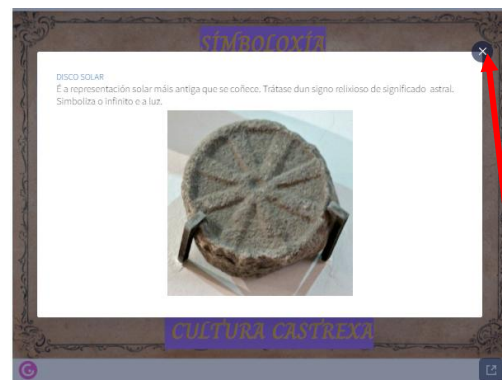 SÍMBOLOXÍA
DISCO SOLAR
É a representación solar máis antiga que se coñece. Trátase dun signo relixioso de significado astral.
Simboliza o infinito e a luz.
CULTURA CASTREXA